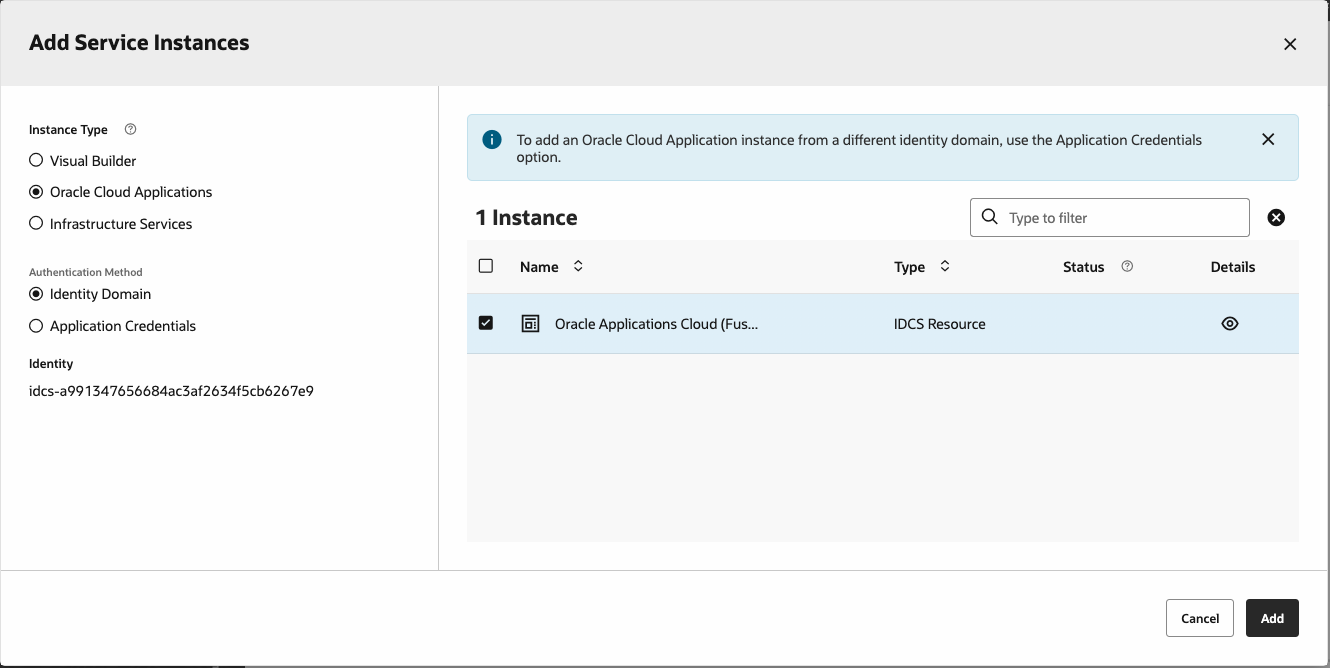 Add Service Instances
Instance Type
Visual Builder
Oracle Cloud Applications
Infrastructure Services
Authentication Method
Identity Domain
Application Credentials
Identity
idcs-a991347656684ac3af2634f5cb6267e9
To add an Oracle Cloud Application instance from a different identity domain, use the Application Credentials
option.
1 Instance
Type to filter
Name Type Status Details
Oracle Applications Cloud (Fus... IDCS Resource
Cancel Add